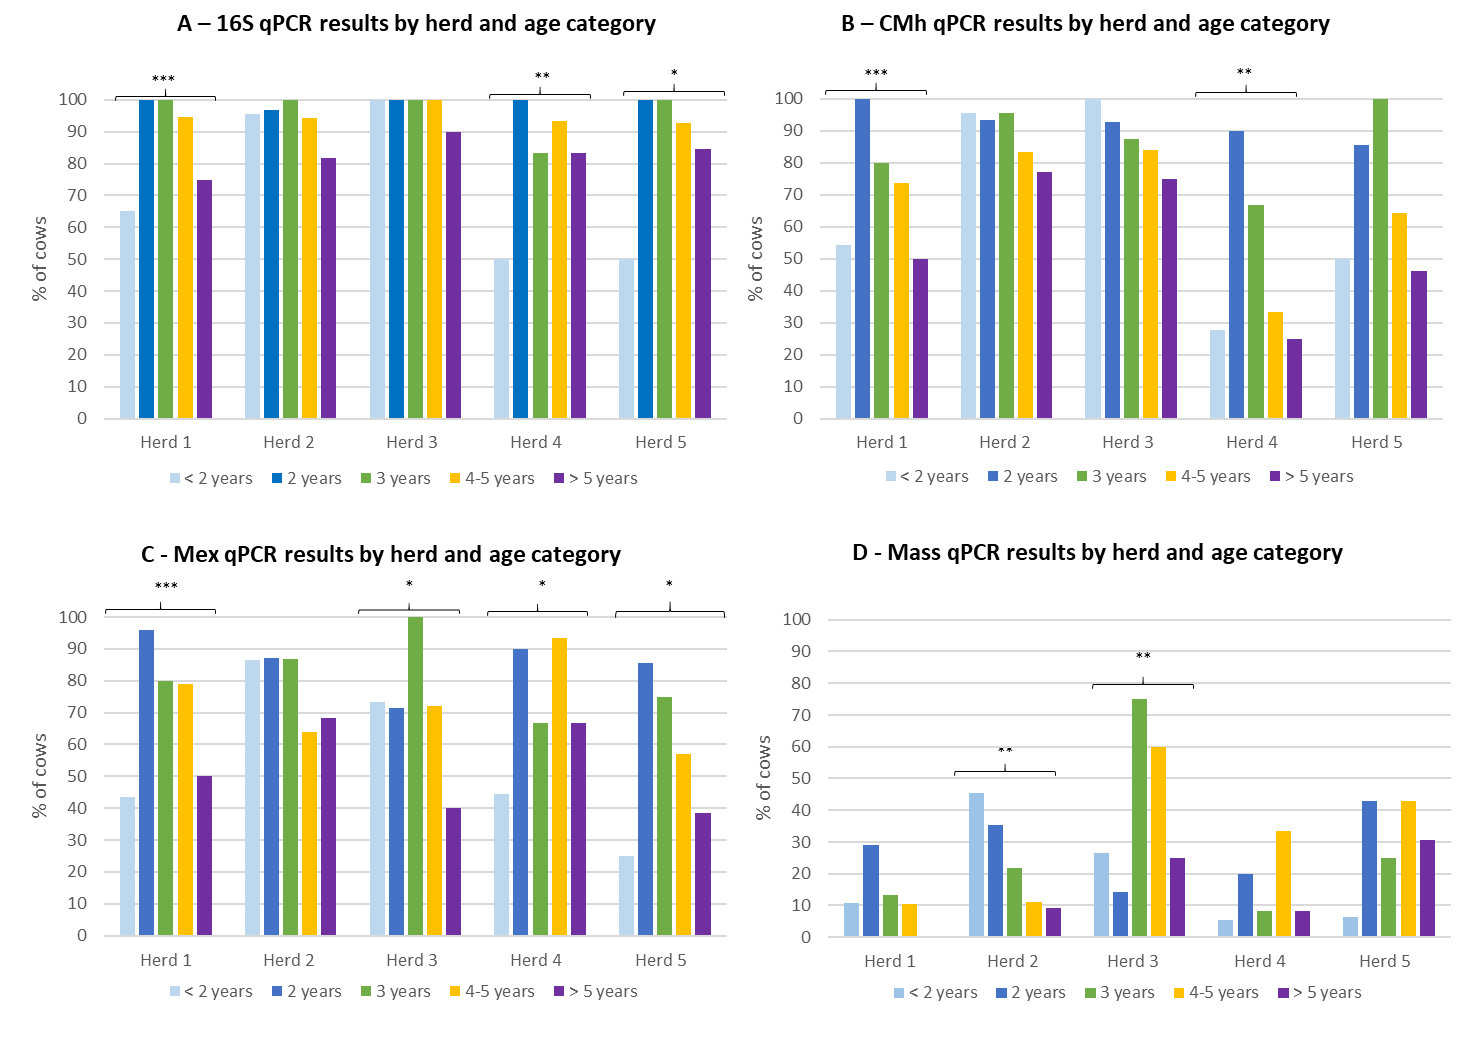 A – 16S qPCR results by herd and age category
***
**
*
100
90
80
70
60
50
40
30
20
10
0
% of cows
Herd 1
Herd 2
Herd 3
Herd 4
Herd 5
< 2 years
2 years
3 years
4-5 years
> 5 years
B – CMh qPCR results by herd and age category
***
**
100
90
80
70
60
50
40
30
20
10
0
% of cows
Herd 1
Herd 2
Herd 3
Herd 4
Herd 5
< 2 years
2 years
3 years
4-5 years
> 5 years
C - Mex qPCR results by herd and age category
***
*
*
*
100
90
80
70
60
50
40
30
20
10
0
% of cows
Herd 1
Herd 2
Herd 3
Herd 4
Herd 5
< 2 years
2 years
3 years
4-5 years
> 5 years
D - Mass qPCR results by herd and age category
**
**
100
90
80
70
60
50
40
30
20
10
0
% of cows
Herd 1
Herd 2
Herd 3
Herd 4
Herd 5
< 2 years
2 years
3 years
4-5 years
> 5 years